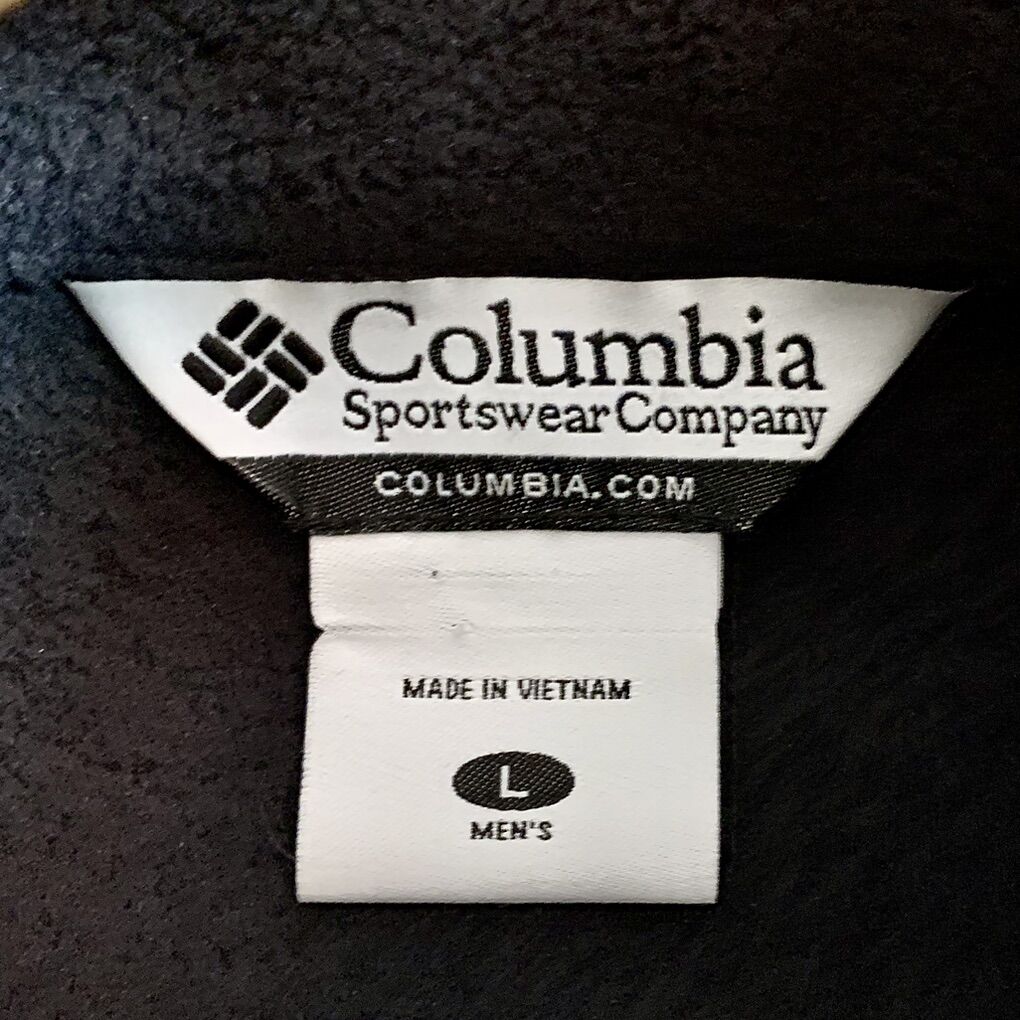 Columbia
Sportswear Company
COLUMBIA.COM
MADE IN VIETNAM
L
MEN'S